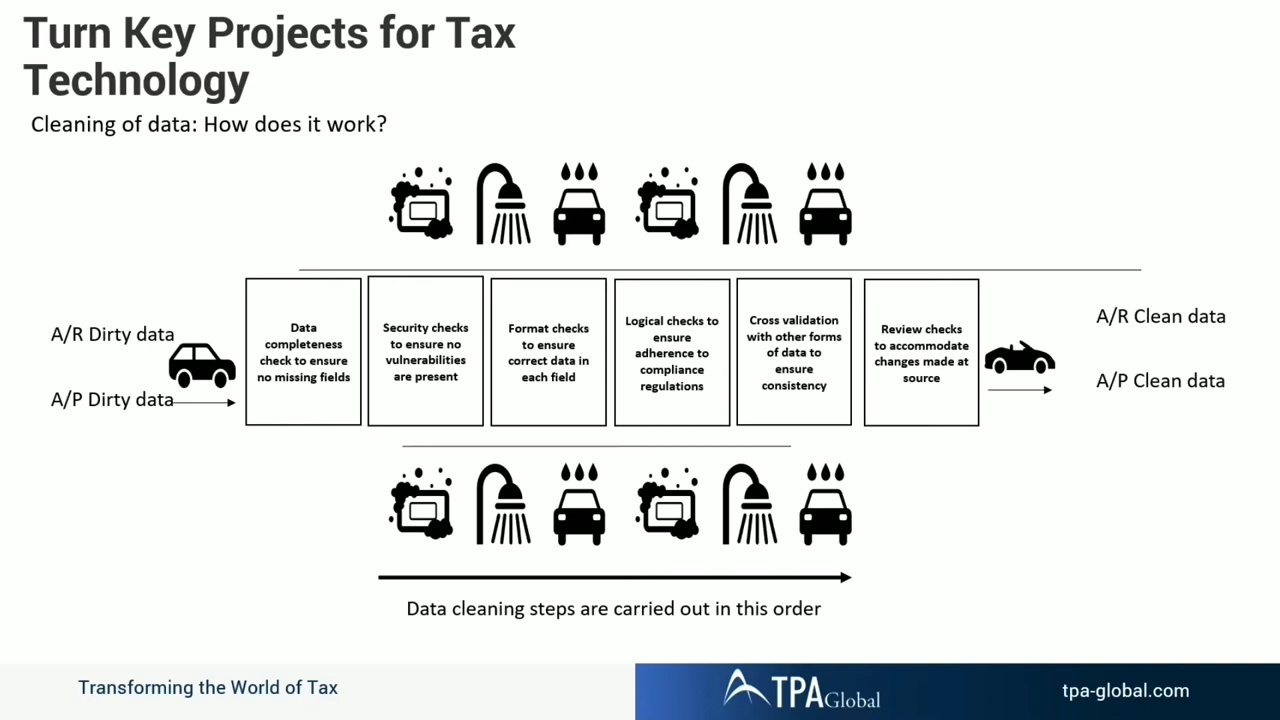 Turn Key Projects for Tax
Technology
Cleaning of data: How does it work?
A/R Dirty data
A/P Dirty data
Data
completeness
check to ensure
no missing fields
Security checks
to ensure no
vulnerabilities
are present
Format checks
to ensure
correct data in
each field
Logical checks to
ensure
adherence to
compliance
regulations
Cross validation
with other forms
of data to
ensure
consistency
Review checks
to accommodate
changes made at
source
A/R Clean data
A/P Clean data
Data cleaning steps are carried out in this order
Transforming the World of Tax
TPA Global
tpa-global.com